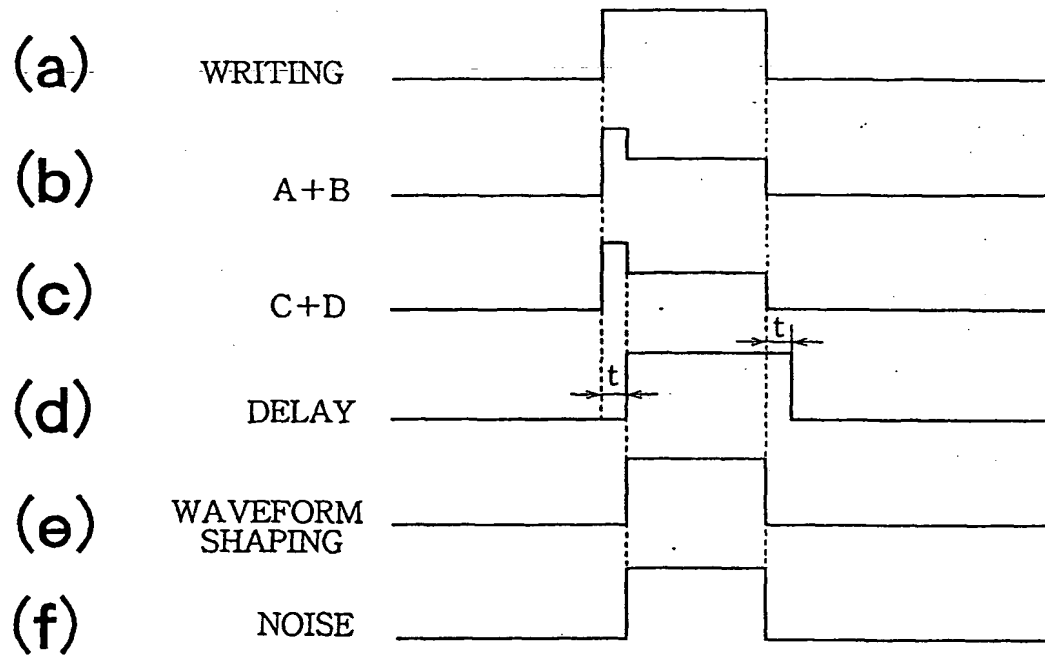 (a) WRITING
(b) A+B
(c) C+D
t
t
(d) DELAY
(e) WAVEFORM
SHAPING
(f) NOISE